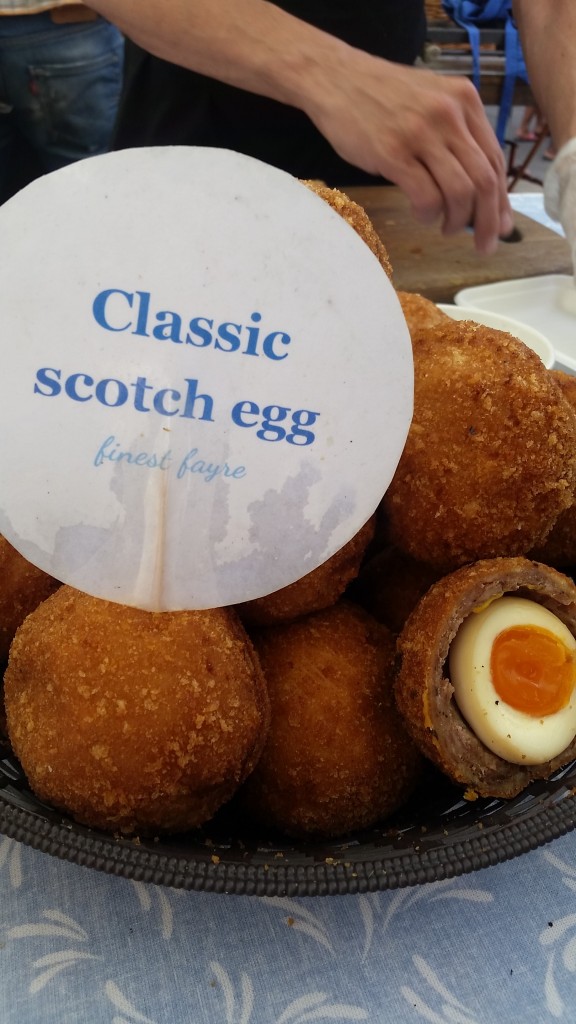 Classic
scotch egg
finest fayre